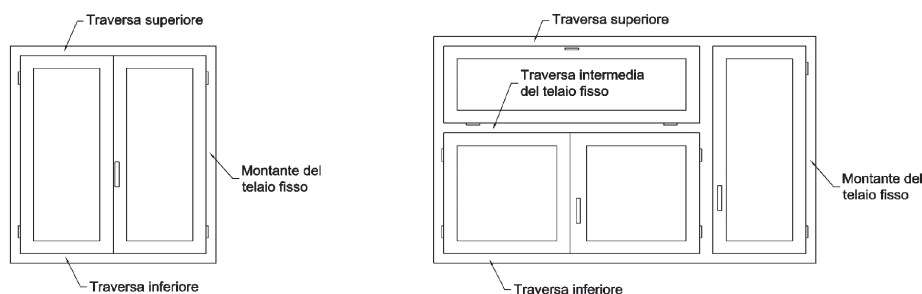 Traversa superiore
Montante del
telaio fisso
Traversa inferiore
Traversa superiore
Traversa intermedia
del telaio fisso
Montante del
telaio fisso
Traversa inferiore